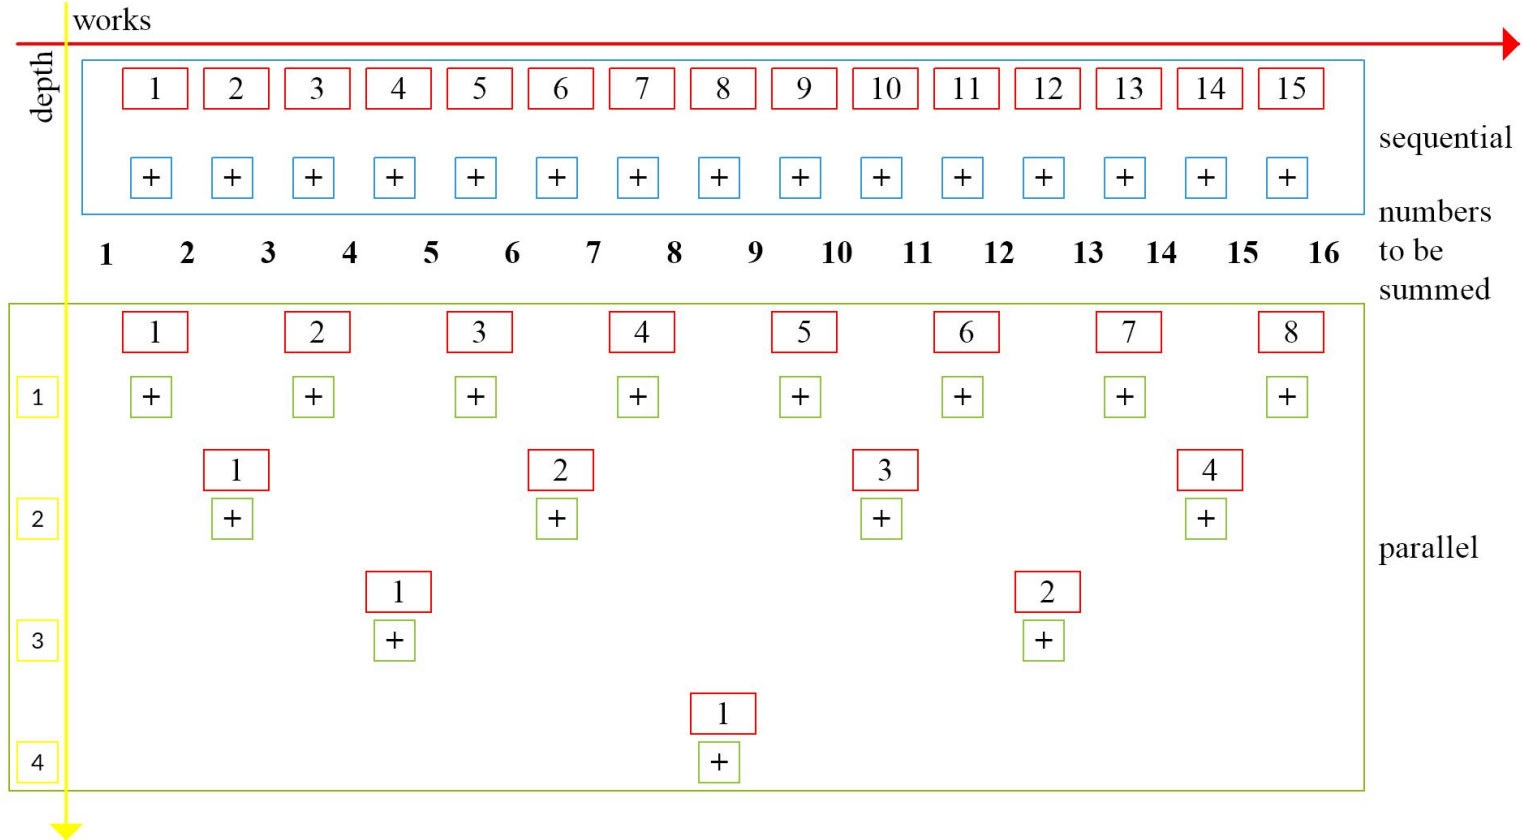 works
depth
1 2 3 4 5 6 7 8 9 10 11 12 13 14 15
sequential
+ + + + + + + + + + + + + + +
numbers
to be
summed
1 2 3 4 5 6 7 8 9 10 11 12 13 14 15 16
1 2 3 4 5 6 7 8
1 + + + + + + + +
1 2 3 4
2 + + + +
parallel
1 2
3 + +
1
4 +